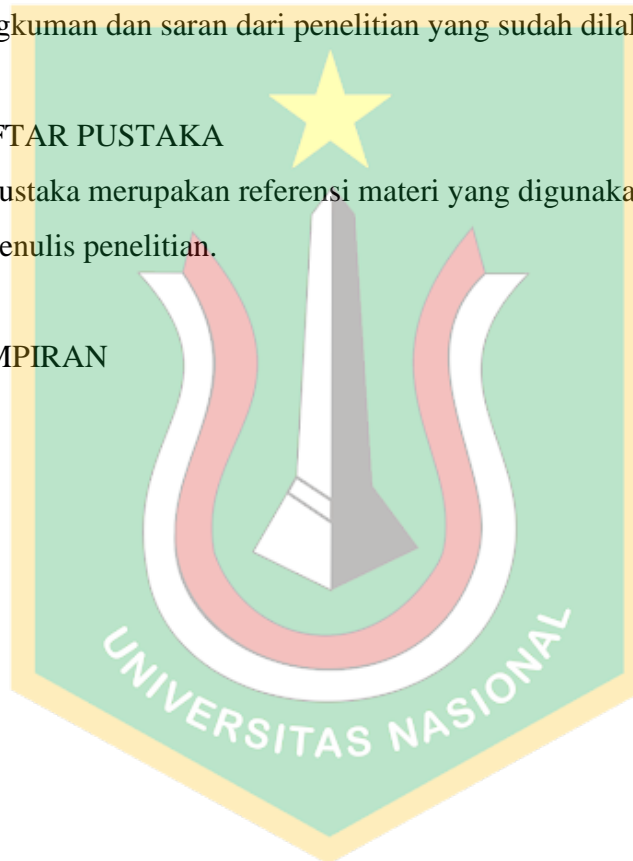 gkuman dan saran dari penelitian yang sudah dilal
FTAR PUSTAKA
ustaka merupakan referensi materi yang digunaka
enulis penelitian.
MPIRAN
UNIVERSITAS NASIONAL